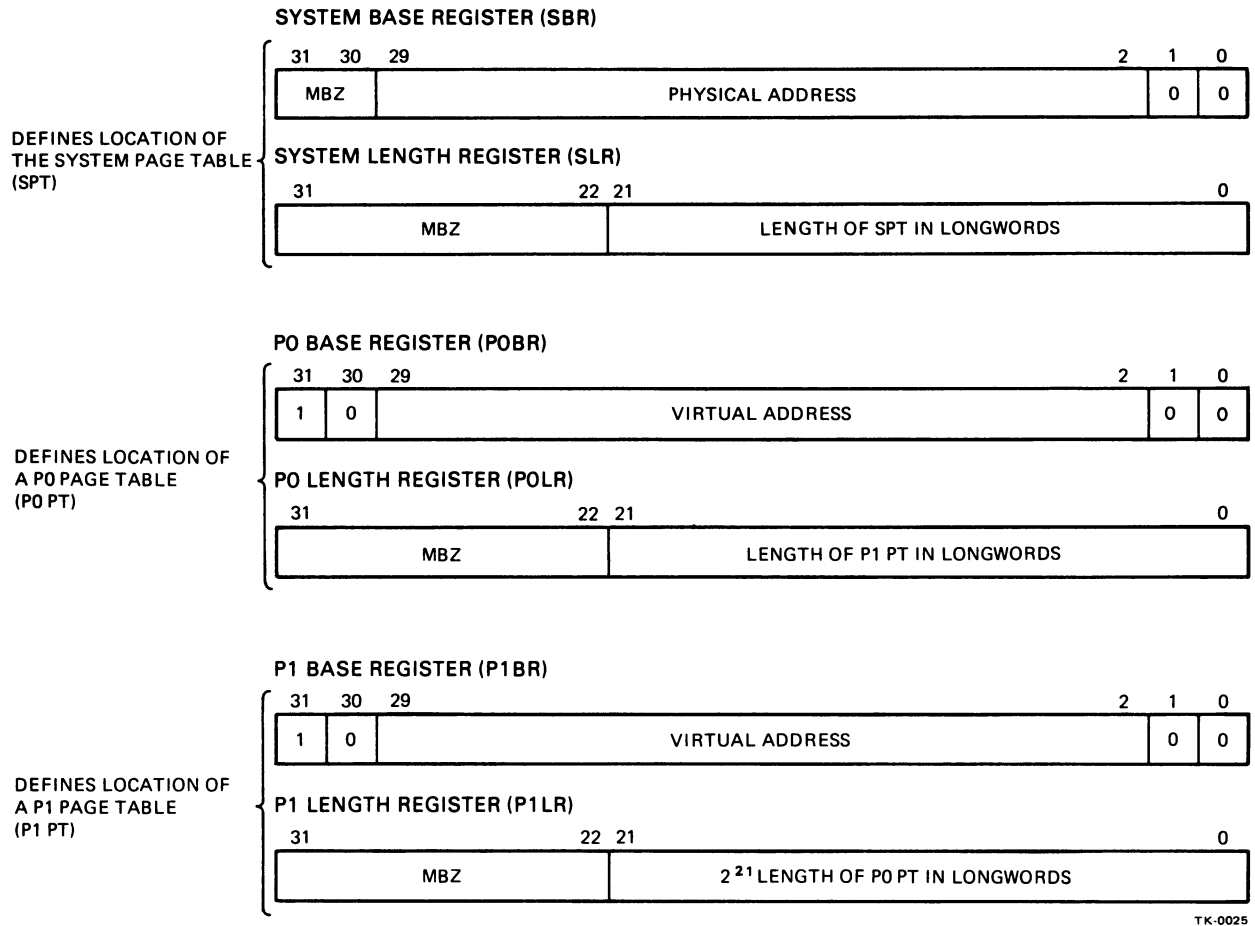 SYSTEM BASE REGISTER (SBR)
31 30 29 2 1 0
MBZ PHYSICAL ADDRESS 0 0
DEFINES LOCATION OF
THE SYSTEM PAGE TABLE
(SPT)
SYSTEM LENGTH REGISTER (SLR)
31 22 21 0
MBZ LENGTH OF SPT IN LONGWORDS
P0 BASE REGISTER (P0BR)
31 30 29 2 1 0
1 0 VIRTUAL ADDRESS 0 0
DEFINES LOCATION OF
A P0 PAGE TABLE
(P0 PT)
P0 LENGTH REGISTER (P0LR)
31 22 21 0
MBZ LENGTH OF P1 PT IN LONGWORDS
P1 BASE REGISTER (P1BR)
31 30 29 2 1 0
1 0 VIRTUAL ADDRESS 0 0
DEFINES LOCATION OF
A P1 PAGE TABLE
(P1 PT)
P1 LENGTH REGISTER (P1LR)
31 22 21 0
MBZ 2²¹ LENGTH OF P0 PT IN LONGWORDS
TK-0025